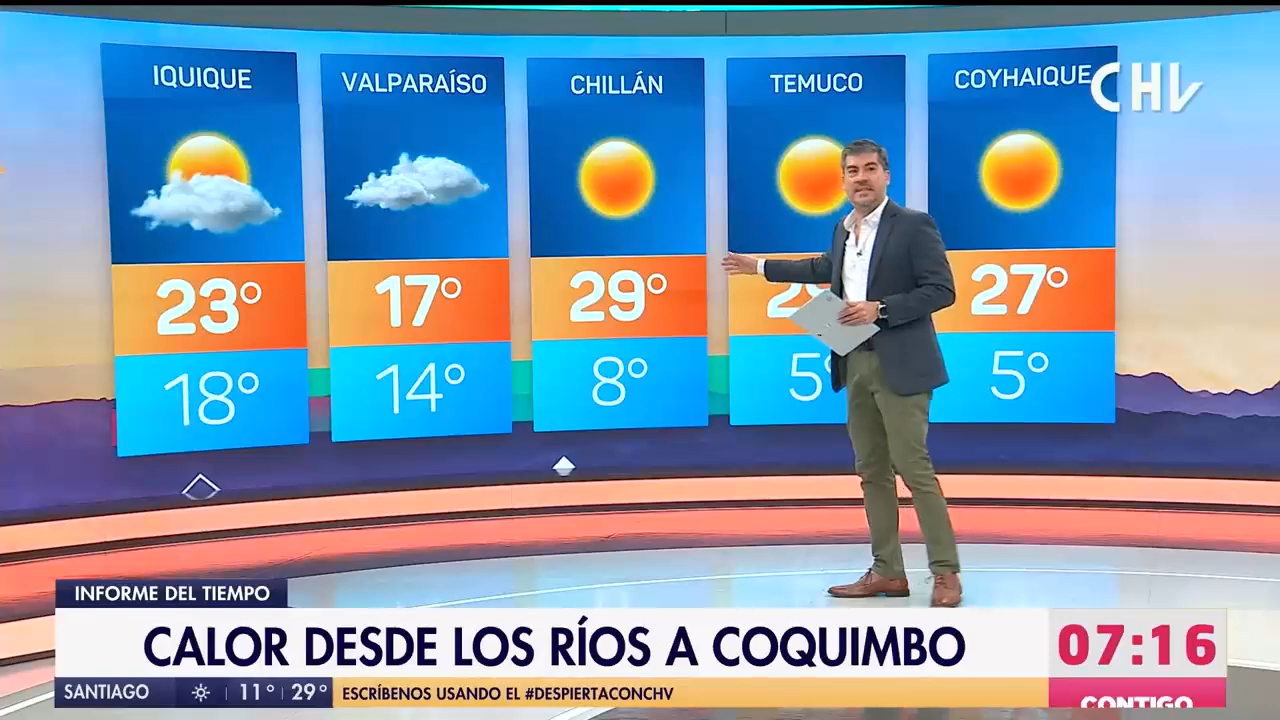 IQUIQUE
23°
18°
VALPARAÍSO
17°
14°
CHILLÁN
29°
8°
TEMUCO
5°
COYHAIQUE
27°
5°
CHV
INFORME DEL TIEMPO
CALOR DESDE LOS RÍOS A COQUIMBO
07:16
SANTIAGO 11° 29° ESCRÍBENOS USANDO EL #DESPIERTACONCHV
CONTIGO